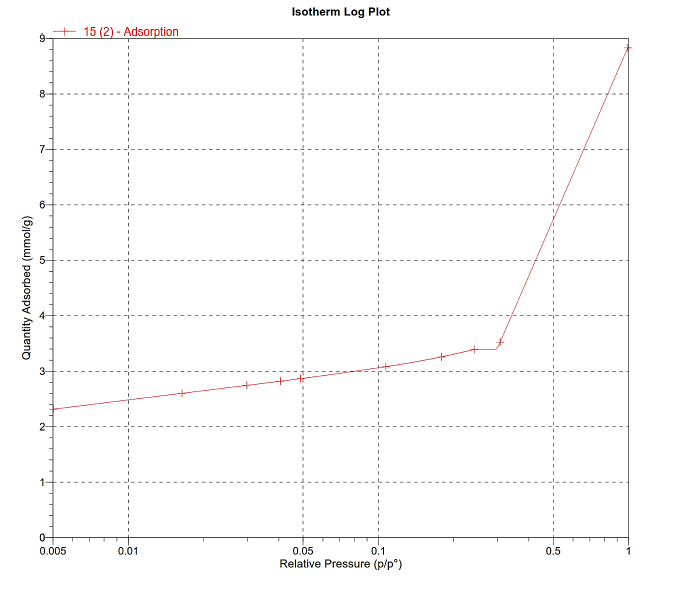 Isotherm Log Plot
15 (2) - Adsorption
9
8
7
6
5
4
3
2
1
0
Quantity Adsorbed (mmol/g)
0.005 0.01 0.05 0.1 0.5 1
Relative Pressure (p/p°)